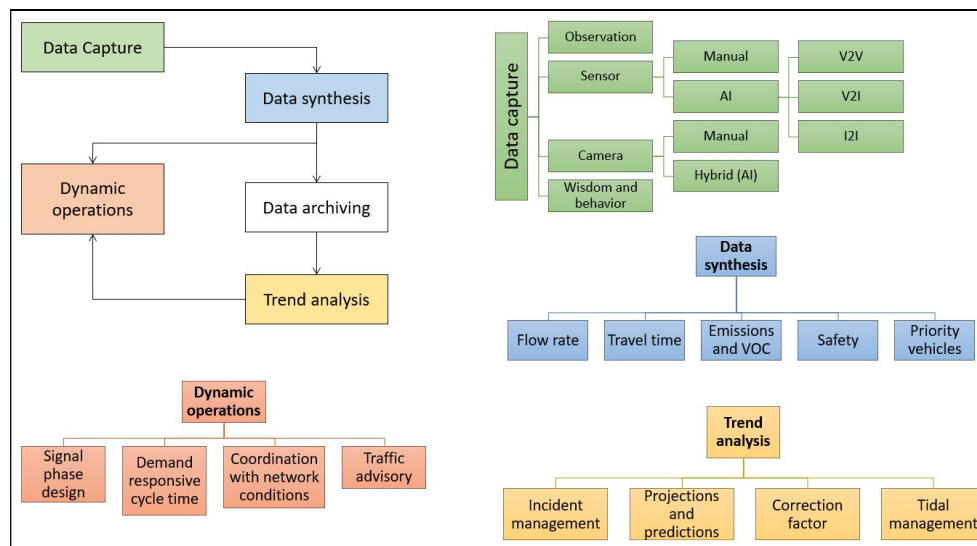 Data Capture
Data synthesis
Dynamic
operations
Data archiving
Trend analysis
Data capture
Observation
Sensor
Manual
AI
V2V
V2I
I2I
Camera
Manual
Hybrid (AI)
Wisdom and
behavior
Data
synthesis
Flow rate
Travel time
Emissions
and VOC
Safety
Priority
vehicles
Dynamic
operations
Signal
phase
design
Demand
responsive
cycle time
Coordination
with network
conditions
Traffic
advisory
Trend
analysis
Incident
management
Projections
and
predictions
Correction
factor
Tidal
management